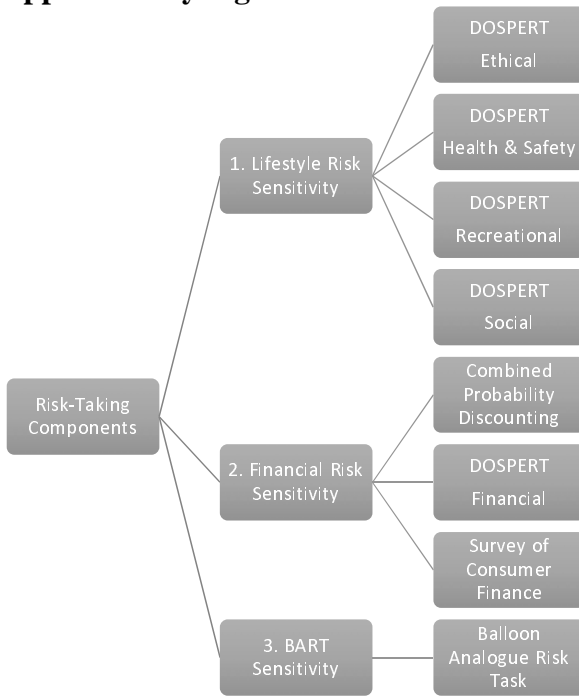 DOSPERT
Ethical
DOSPERT
Health & Safety
1. Lifestyle Risk
Sensitivity
DOSPERT
Recreational
DOSPERT
Social
Risk-Taking
Components
Combined
Probability
Discounting
2. Financial Risk
Sensitivity
DOSPERT
Financial
Survey of
Consumer
Finance
3. BART
Sensitivity
Balloon
Analogue Risk
Task